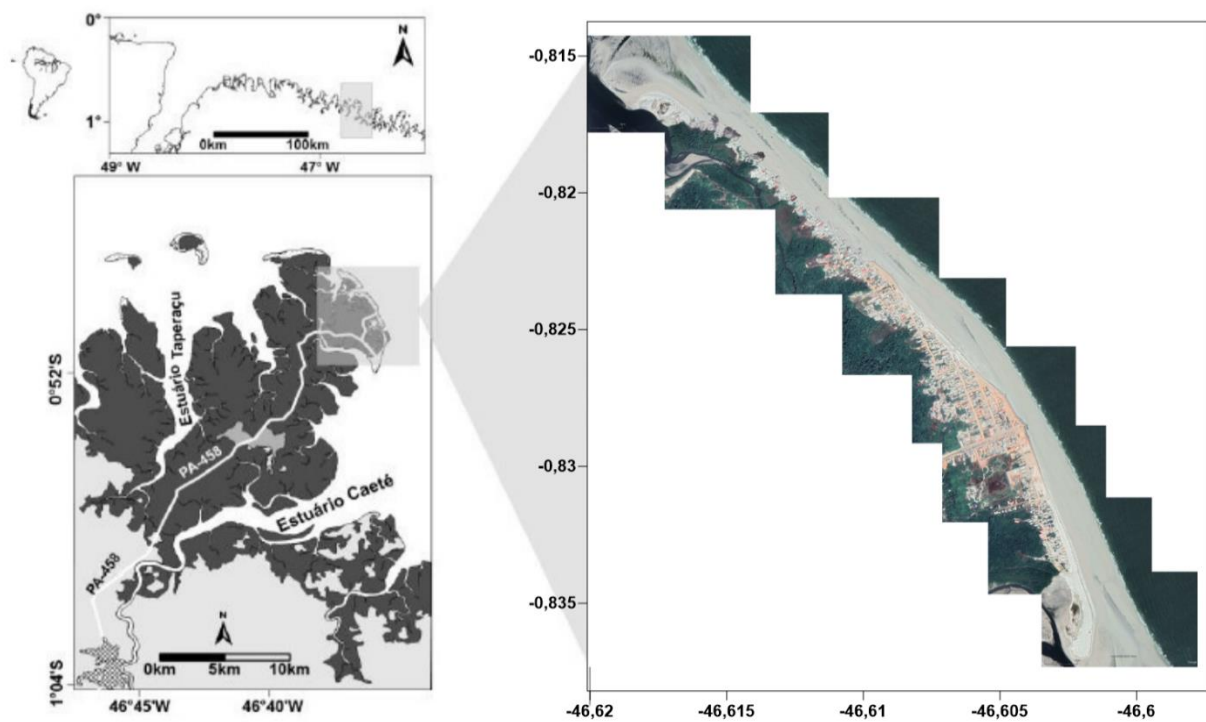 0°
1°
N
0km 100km
49° W 47° W
0°52'S
1°04'S
Estuário Taperaçu
PA-458
Estuário Caeté
PA-458
N
0km 5km 10km
46°45'W 46°40'W
-0,815
-0,82
-0,825
-0,83
-0,835
-46,62 -46,615 -46,61 -46,605 -46,6